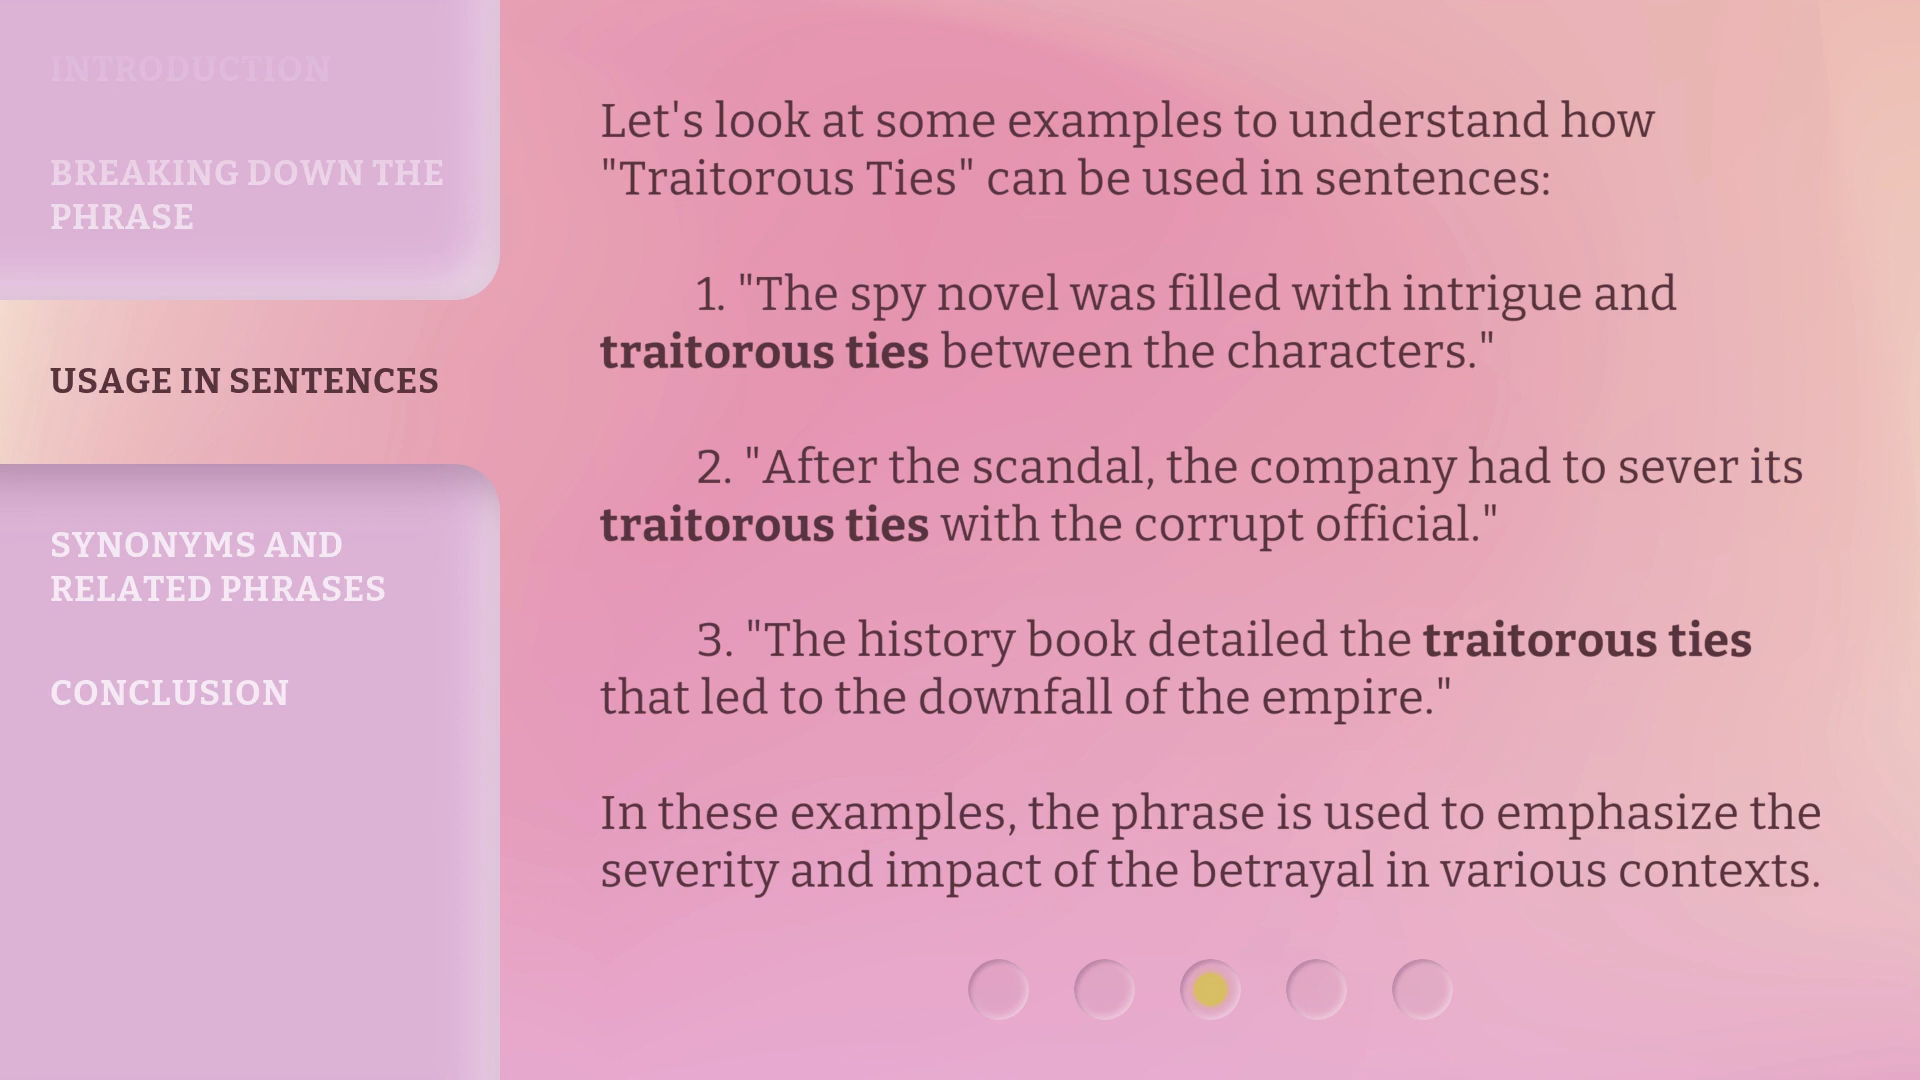 INTRODUCTION
BREAKING DOWN THE
PHRASE
USAGE IN SENTENCES
SYNONYMS AND
RELATED PHRASES
CONCLUSION
Let's look at some examples to understand how
"Traitorous Ties" can be used in sentences:
1. "The spy novel was filled with intrigue and
traitorous ties between the characters."
2. "After the scandal, the company had to sever its
traitorous ties with the corrupt official."
3. "The history book detailed the traitorous ties
that led to the downfall of the empire."
In these examples, the phrase is used to emphasize the
severity and impact of the betrayal in various contexts.